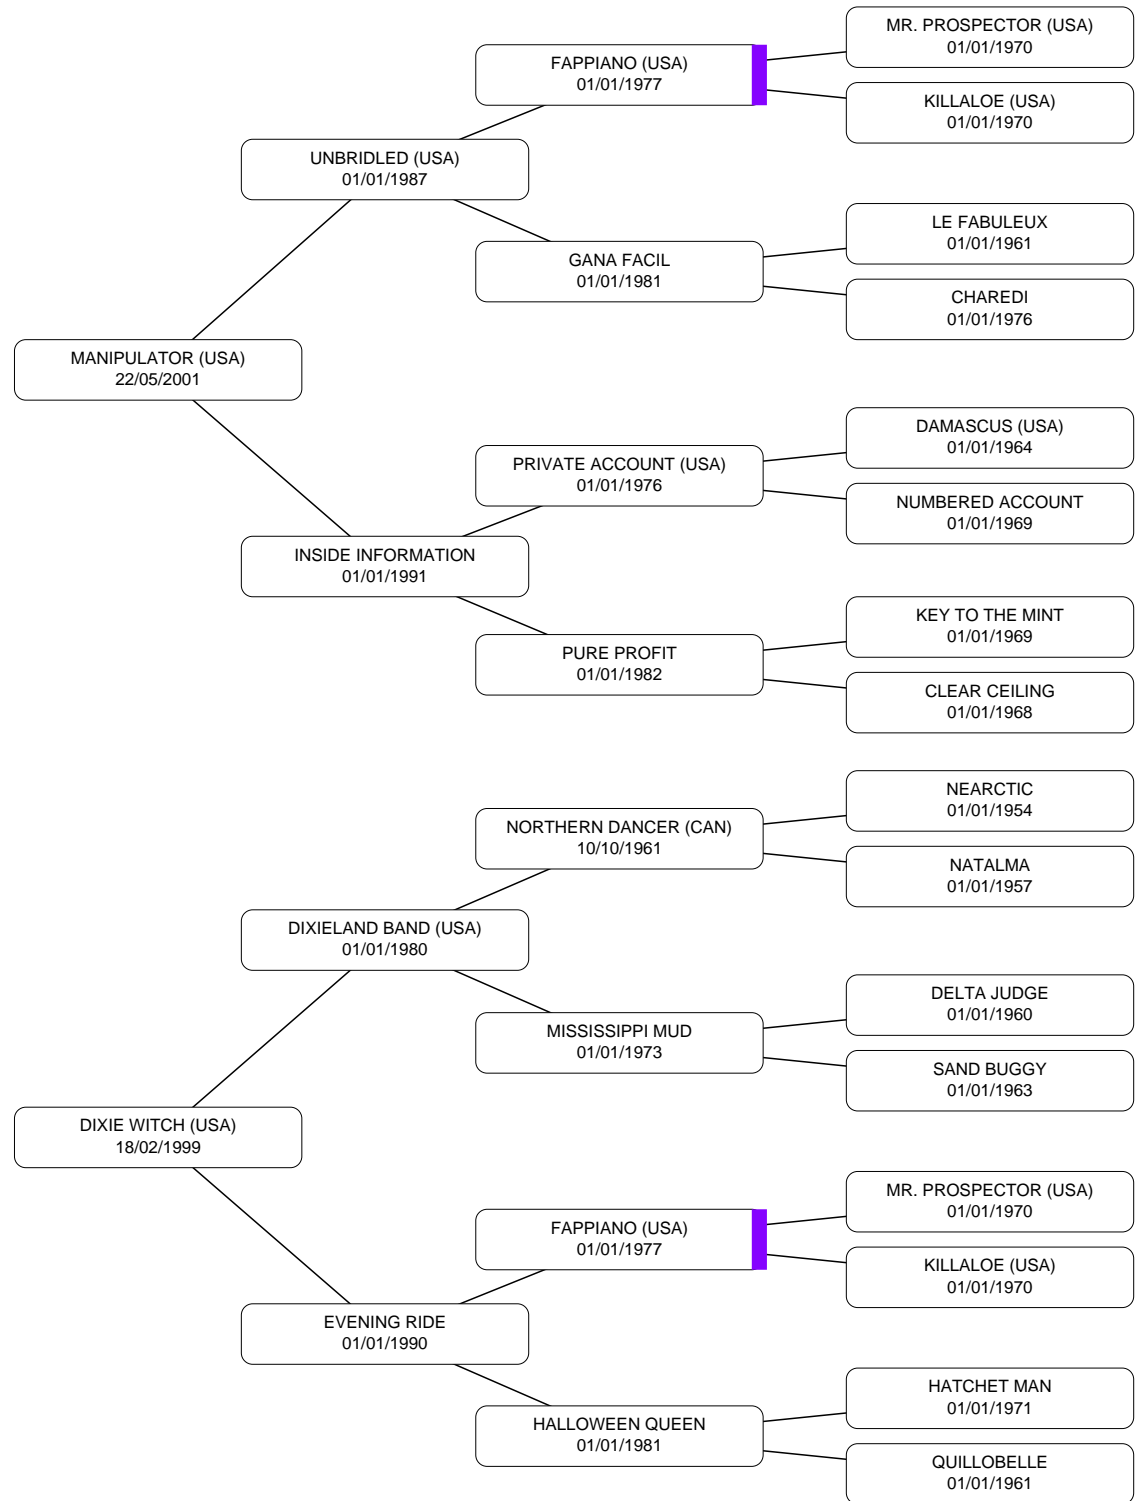 MR. PROSPECTOR (USA)
01/01/1970
FAPPIANO (USA)
01/01/1977
KILLALOE (USA)
01/01/1970
UNBRIDLED (USA)
01/01/1987
LE FABULEUX
01/01/1961
GANA FACIL
01/01/1981
CHAREDI
01/01/1976
MANIPULATOR (USA)
22/05/2001
DAMASCUS (USA)
01/01/1964
PRIVATE ACCOUNT (USA)
01/01/1976
NUMBERED ACCOUNT
01/01/1969
INSIDE INFORMATION
01/01/1991
KEY TO THE MINT
01/01/1969
PURE PROFIT
01/01/1982
CLEAR CEILING
01/01/1968
NEARCTIC
01/01/1954
NORTHERN DANCER (CAN)
10/10/1961
NATALMA
01/01/1957
DIXIELAND BAND (USA)
01/01/1980
DELTA JUDGE
01/01/1960
MISSISSIPPI MUD
01/01/1973
SAND BUGGY
01/01/1963
DIXIE WITCH (USA)
18/02/1999
MR. PROSPECTOR (USA)
01/01/1970
FAPPIANO (USA)
01/01/1977
KILLALOE (USA)
01/01/1970
EVENING RIDE
01/01/1990
HATCHET MAN
01/01/1971
HALLOWEEN QUEEN
01/01/1981
QUILLOBELLE
01/01/1961